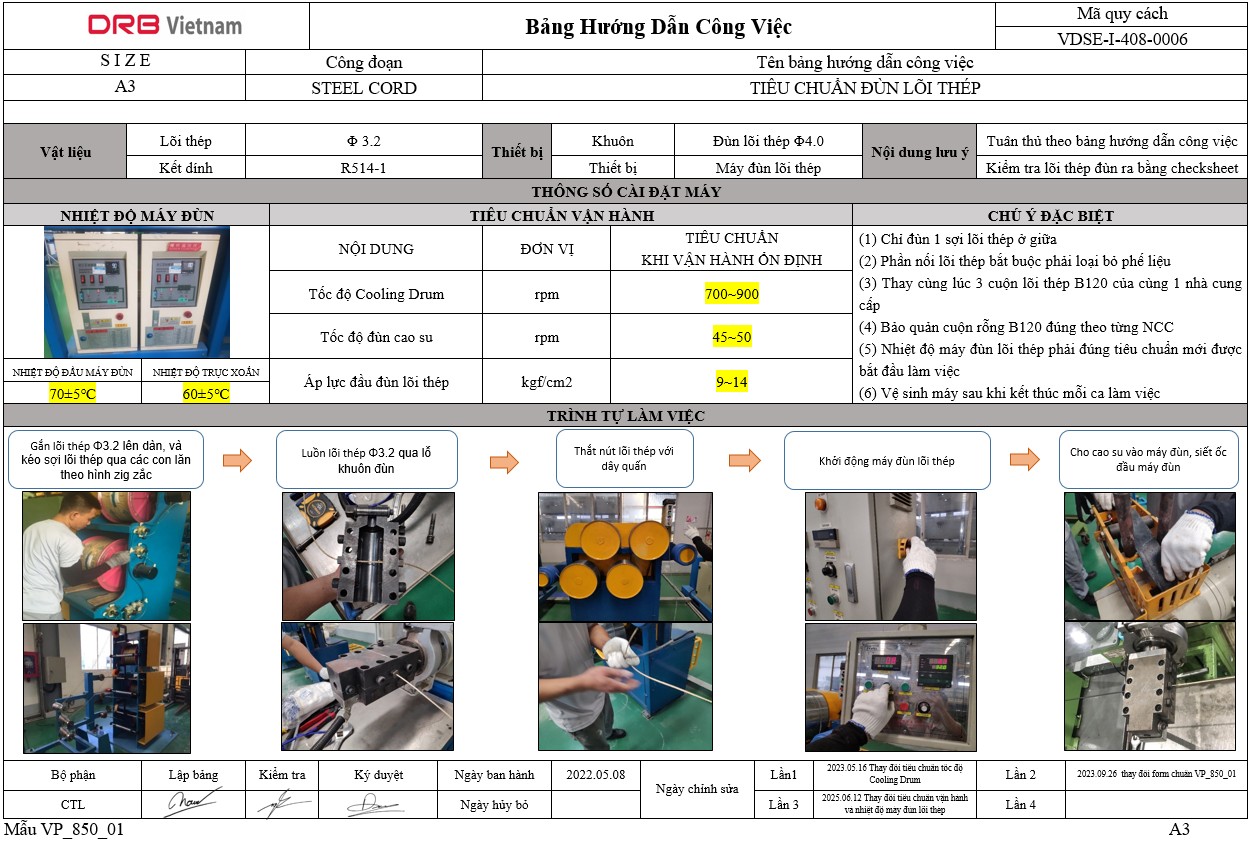 DRB Vietnam
Bảng Hướng Dẫn Công Việc
Mã quy cách
VDSE-I-408-0006
SIZE
Công đoạn
Tên bảng hướng dẫn công việc
A3
STEEL CORD
TIÊU CHUẨN ĐÙN LÕI THÉP
Vật liệu
Lõi thép
Φ 3.2
Thiết bị
Khuôn
Đùn lõi thép Φ4.0
Nội dung lưu ý
Tuân thủ theo bảng hướng dẫn công việc
Kết dính
R514-1
Thiết bị
Máy đùn lõi thép
Kiểm tra lõi thép đùn ra bằng checksheet
THÔNG SỐ CÀI ĐẶT MÁY
NHIỆT ĐỘ MÁY ĐÙN
TIÊU CHUẨN VẬN HÀNH
CHÚ Ý ĐẶC BIỆT
NỘI DUNG
ĐƠN VỊ
TIÊU CHUẨN
KHI VẬN HÀNH ỔN ĐỊNH
Tốc độ Cooling Drum
rpm
700~900
Tốc độ đùn cao su
rpm
45~50
Áp lực đầu đùn lõi thép
kgf/cm2
9~14
NHIỆT ĐỘ ĐẦU MÁY ĐÙN
NHIỆT ĐỘ TRỤC XOẮN
70±5℃
60±5℃
(1) Chỉ đùn 1 sợi lõi thép ở giữa
(2) Phần nối lõi thép bắt buộc phải loại bỏ phế liệu
(3) Thay cùng lúc 3 cuộn lõi thép B120 của cùng 1 nhà cung
cấp
(4) Bảo quản cuộn rỗng B120 đúng theo từng NCC
(5) Nhiệt độ máy đùn lõi thép phải đúng tiêu chuẩn mới được
bắt đầu làm việc
(6) Vệ sinh máy sau khi kết thúc mỗi ca làm việc
TRÌNH TỰ LÀM VIỆC
Gắn lõi thép Φ3.2 lên dàn, và
kéo sợi lõi thép qua các con lăn
theo hình zig zắc
Luồn lõi thép Φ3.2 qua lỗ
khuôn đùn
Thắt nút lõi thép với
dây quấn
Khởi động máy đùn lõi thép
Cho cao su vào máy đùn, siết ốc
đầu máy đùn
Bộ phận
Lập bảng
Kiểm tra
Ký duyệt
Ngày ban hành
2022.05.08
Ngày chỉnh sửa
Lần1
2023.05.16 Thay đổi tiêu chuẩn tốc độ
Cooling Drum
Lần 2
2023.09.26 thay đổi form chuẩn VP_850_01
CTL
Ngày hủy bỏ
Lần 3
2025.06.12 Thay đổi tiêu chuẩn vận hành
và nhiệt độ máy đùn lõi thép
Lần 4
Mẫu VP_850_01
A3